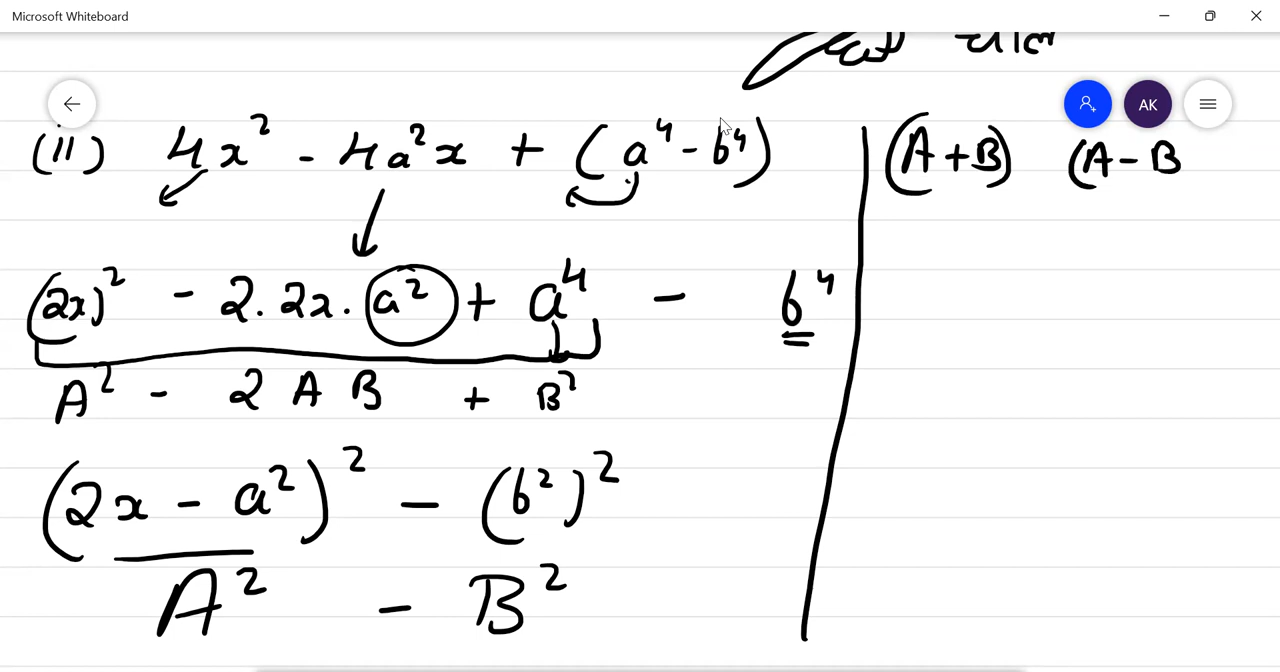 Microsoft Whiteboard
AK
(ii) 4x² - 4a²x + (a⁴ - b⁴)
(2x)² - 2. 2x. a² + a⁴ - b⁴
A² - 2 A B + B²
(2x - a²)² - (b²)²
A² - B²
(A + B) (A - B